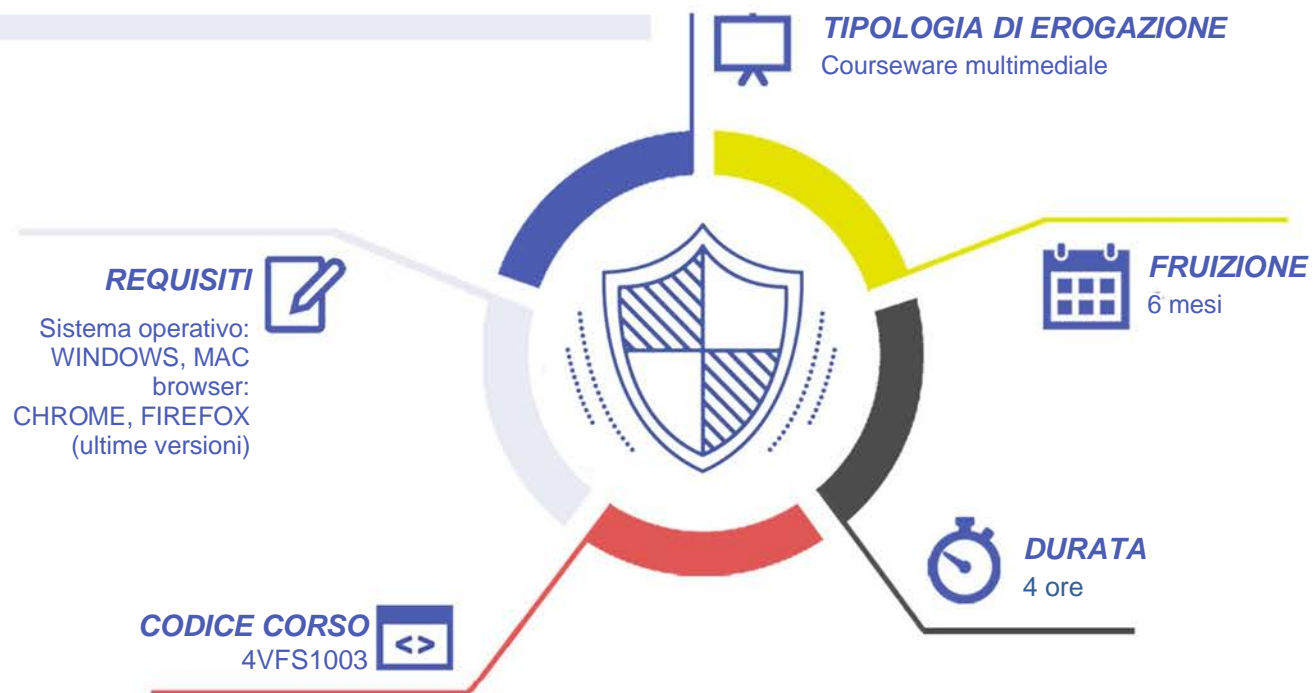 TIPOLOGIA DI EROGAZIONE
Courseware multimediale
REQUISITI
Sistema operativo:
WINDOWS, MAC
browser:
CHROME, FIREFOX
(ultime versioni)
FRUIZIONE
6 mesi
DURATA
4 ore
CODICE CORSO
4VFS1003
<>